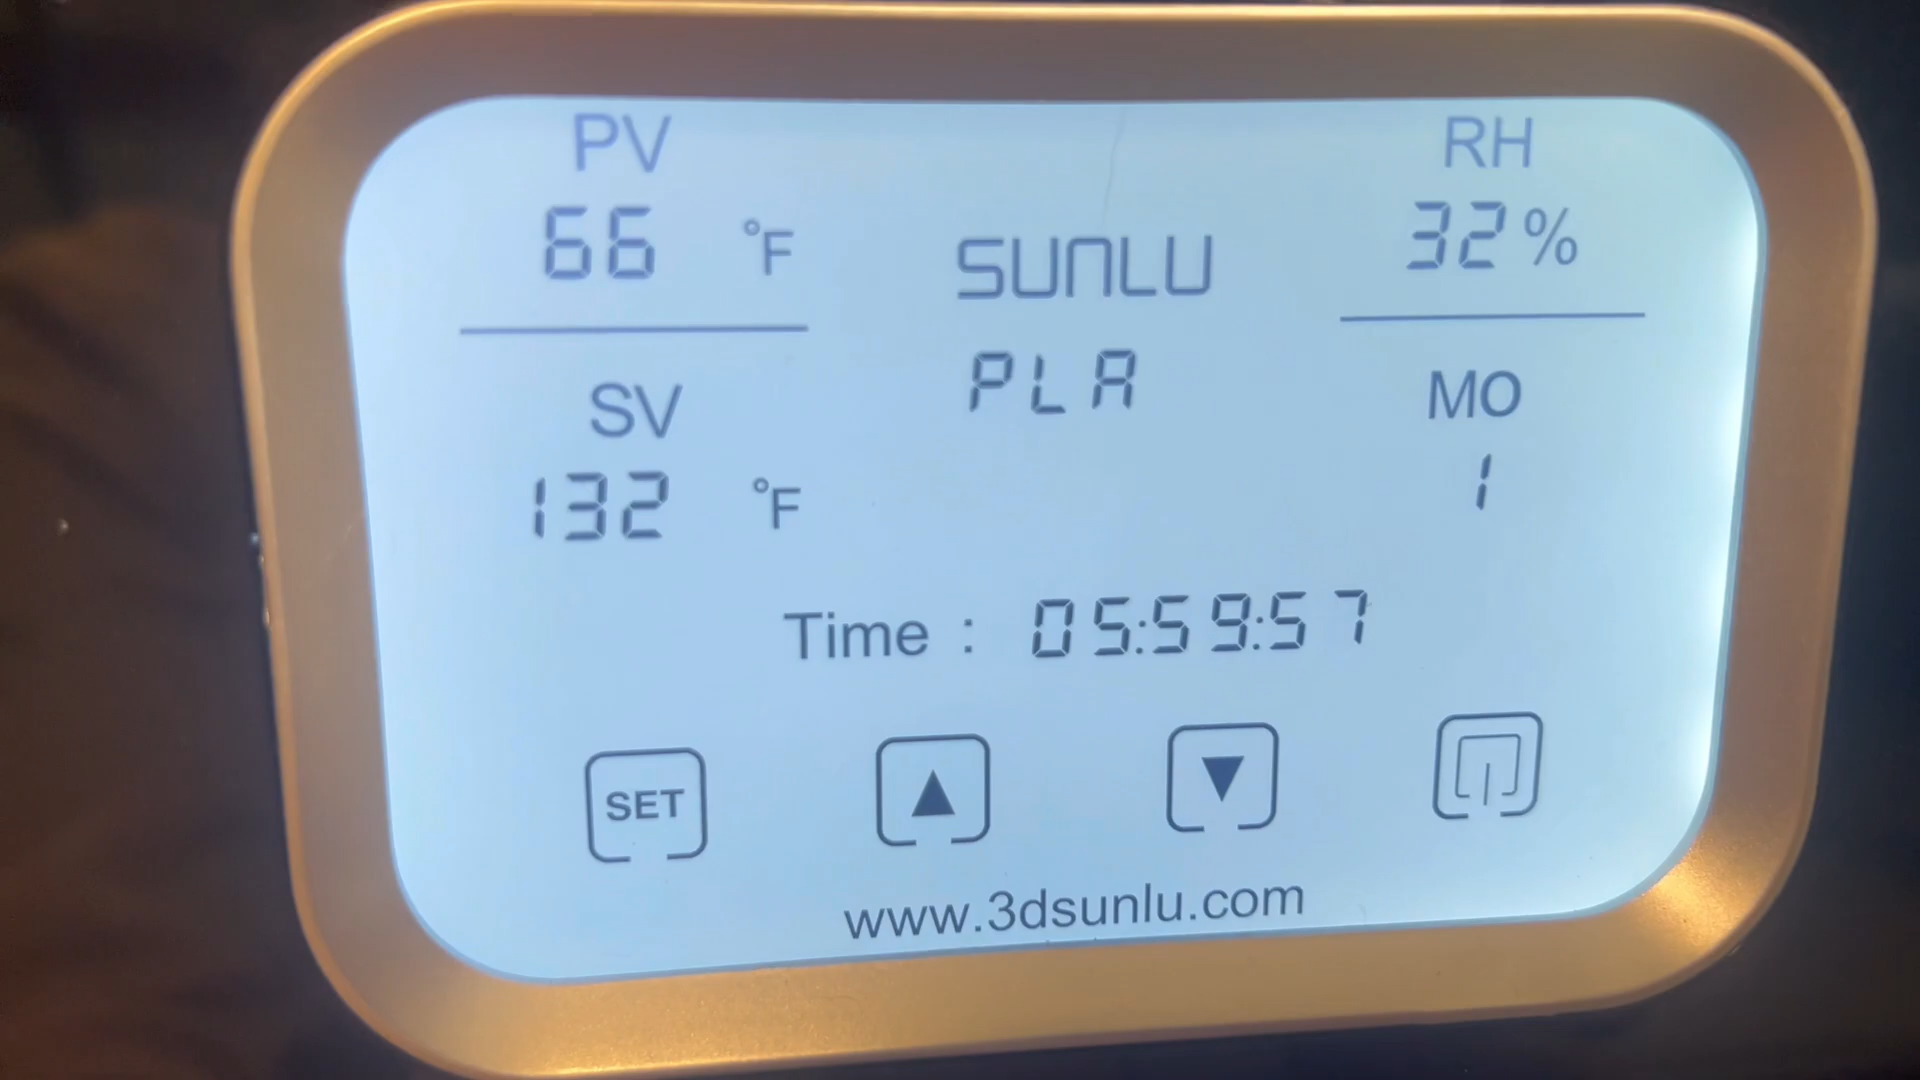 PV
66 °F
SV
132 °F
SUNLU
PLA
RH
32%
MO
1
Time : 05:59:57
SET
www.3dsunlu.com